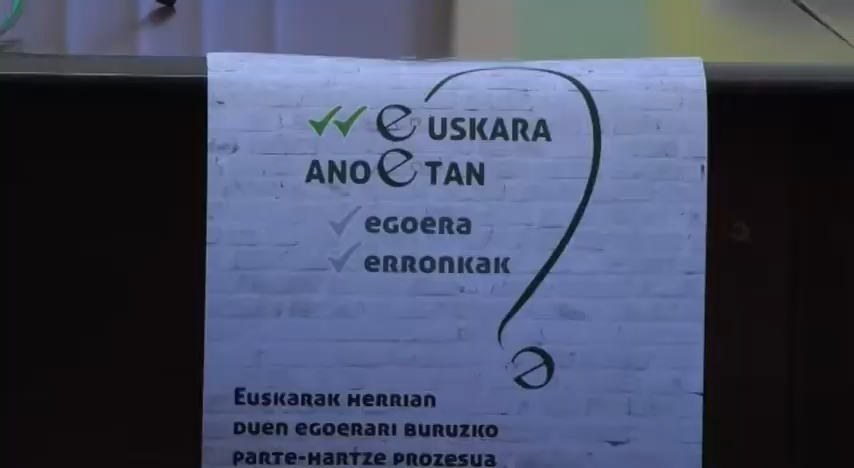 eUSKARA
ANOeTAN
egoera
erronkak
Euskarak herrian
duen egoerari buruzko
parte-hartze prozesua